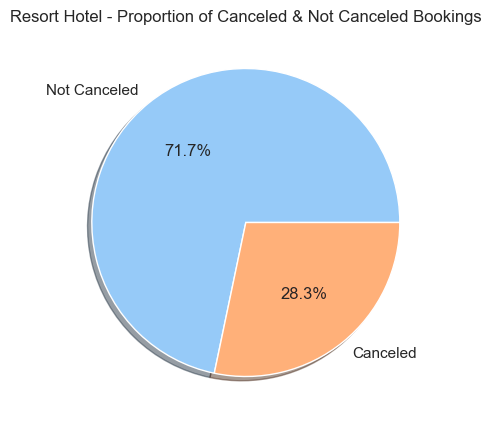 Resort Hotel - Proportion of Canceled & Not Canceled Bookings
Not Canceled
71.7%
28.3%
Canceled